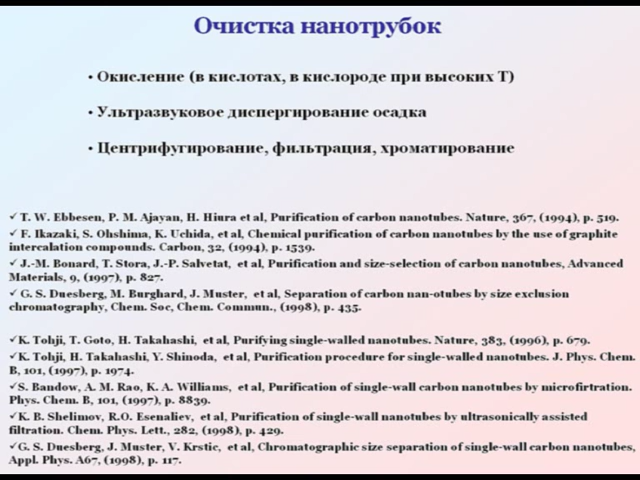 Очистка нанотрубок
• Окисление (в кислотах, в кислороде при высоких Т)
• Ультразвуковое диспергирование осадка
• Центрифугирование, фильтрация, хроматирование
✓ T. W. Ebbesen, P. M. Ajayan, H. Hiura et al, Purification of carbon nanotubes. Nature, 367, (1994), p. 519.
✓ F. Ikazaki, S. Ohshima, K. Uchida, et al, Chemical purification of carbon nanotubes by the use of graphite
intercalation compounds. Carbon, 32, (1994), p. 1539.
✓ J.-M. Bonard, T. Stora, J.-P. Salvetat, et al, Purification and size-selection of carbon nanotubes, Advanced
Materials, 9, (1997), p. 827.
✓ G. S. Duesberg, M. Burghard, J. Muster, et al, Separation of carbon nan-otubes by size exclusion
chromatography, Chem. Soc, Chem. Commun., (1998), p. 435.
✓K. Tohji, T. Goto, H. Takahashi, et al, Purifying single-walled nanotubes. Nature, 383, (1996), p. 679.
✓K. Tohji, H. Takahashi, Y. Shinoda, et al, Purification procedure for single-walled nanotubes. J. Phys. Chem.
B, 101, (1997), p. 1974.
✓S. Bandow, A. M. Rao, K. A. Williams, et al, Purification of single-wall carbon nanotubes by microfirtration.
Phys. Chem. B, 101, (1997), p. 8839.
✓K. B. Shelimov, R.O. Esenaliev, et al, Purification of single-wall nanotubes by ultrasonically assisted
filtration. Chem. Phys. Lett., 282, (1998), p. 429.
✓G. S. Duesberg, J. Muster, V. Krstic, et al, Chromatographic size separation of single-wall carbon nanotubes,
Appl. Phys. A67, (1998), p. 117.